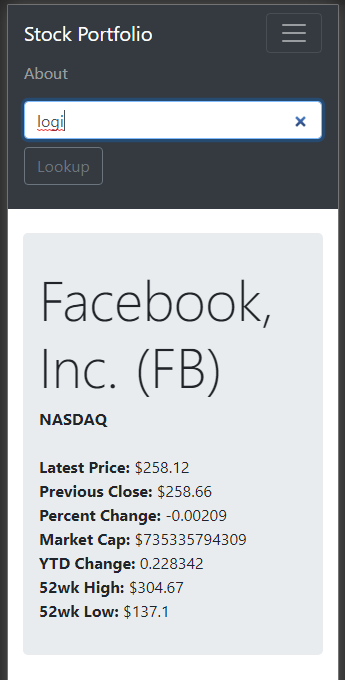 Stock Portfolio
About
logi
Lookup
Facebook,
Inc. (FB)
NASDAQ
Latest Price: $258.12
Previous Close: $258.66
Percent Change: -0.00209
Market Cap: $735335794309
YTD Change: 0.228342
52wk High: $304.67
52wk Low: $137.1